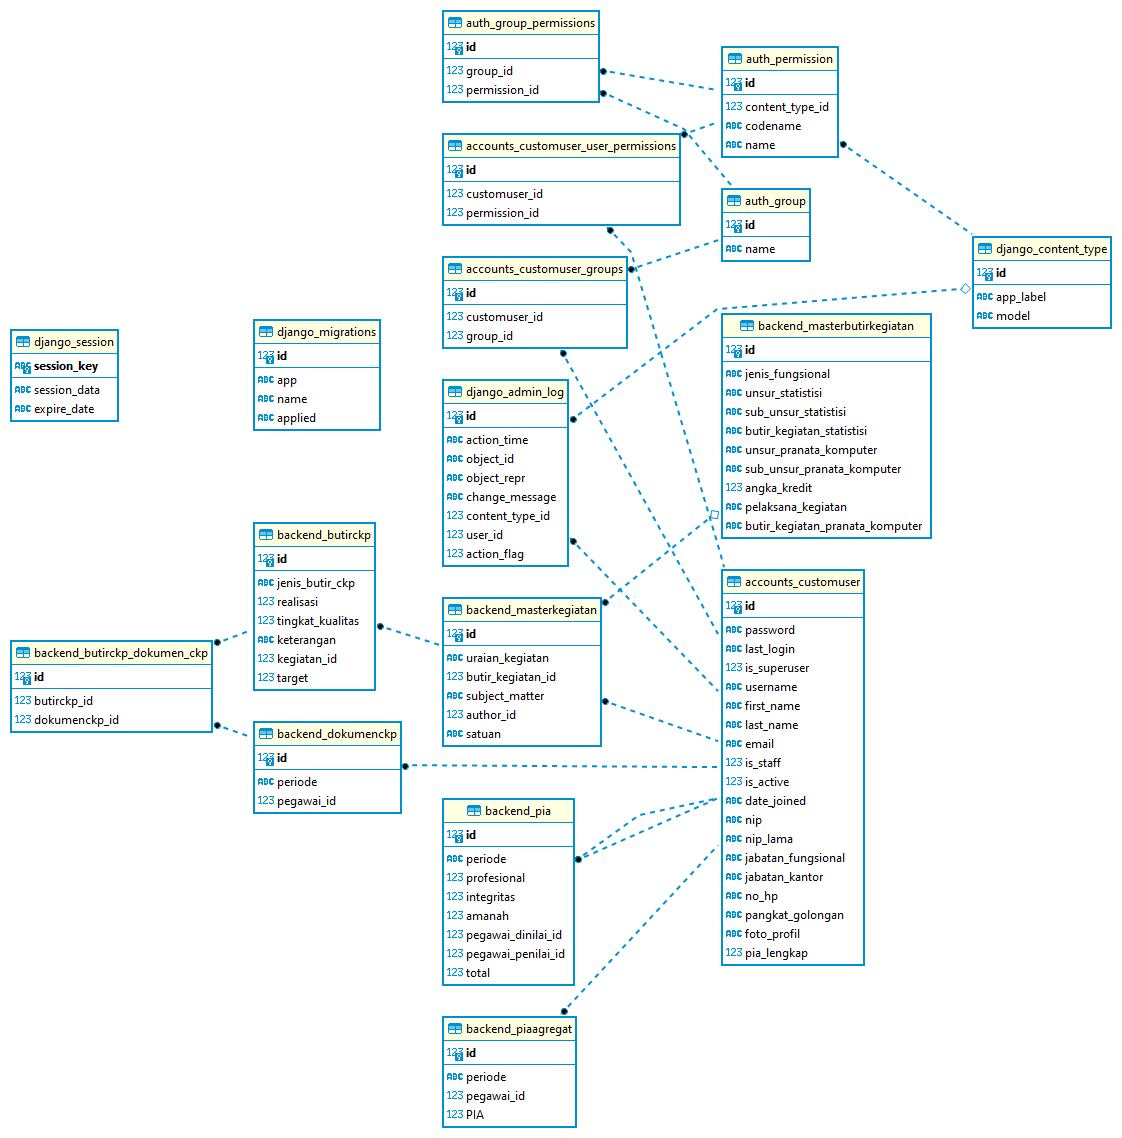 auth_group_permissions
123 id
123 group_id
123 permission_id
auth_permission
123 id
123 content_type_id
ABC codename
ABC name
accounts_customuser_user_permissions
123 id
123 customuser_id
123 permission_id
auth_group
123 id
ABC name
django_content_type
123 id
ABC app_label
ABC model
accounts_customuser_groups
123 id
123 customuser_id
123 group_id
django_session
ABC session_key
ABC session_data
ABC expire_date
django_migrations
123 id
ABC app
ABC name
ABC applied
django_admin_log
123 id
ABC action_time
ABC object_id
ABC object_repr
ABC change_message
123 content_type_id
123 user_id
123 action_flag
backend_masterbutirkegiatan
123 id
ABC jenis_fungsional
ABC unsur_statistisi
ABC sub_unsur_statistisi
ABC butir_kegiatan_statistisi
ABC unsur_pranata_komputer
ABC sub_unsur_pranata_komputer
123 angka_kredit
ABC pelaksana_kegiatan
ABC butir_kegiatan_pranata_komputer
backend_butirckp
123 id
ABC jenis_butir_ckp
123 realisasi
123 tingkat_kualitas
ABC keterangan
123 kegiatan_id
123 target
backend_butirckp_dokumen_ckp
123 id
123 butirckp_id
123 dokumenckp_id
backend_dokumenckp
123 id
ABC periode
123 pegawai_id
backend_masterkegiatan
123 id
ABC uraian_kegiatan
123 butir_kegiatan_id
ABC subject_matter
123 author_id
ABC satuan
accounts_customuser
123 id
ABC password
ABC last_login
123 is_superuser
ABC username
ABC first_name
ABC last_name
ABC email
123 is_staff
123 is_active
ABC date_joined
ABC nip
ABC nip_lama
ABC jabatan_fungsional
ABC jabatan_kantor
ABC no_hp
ABC pangkat_golongan
ABC foto_profil
123 pia_lengkap
backend_pia
123 id
ABC periode
123 profesional
123 integritas
123 amanah
123 pegawai_dinilai_id
123 pegawai_penilai_id
123 total
backend_piaagregat
123 id
ABC periode
123 pegawai_id
123 PIA